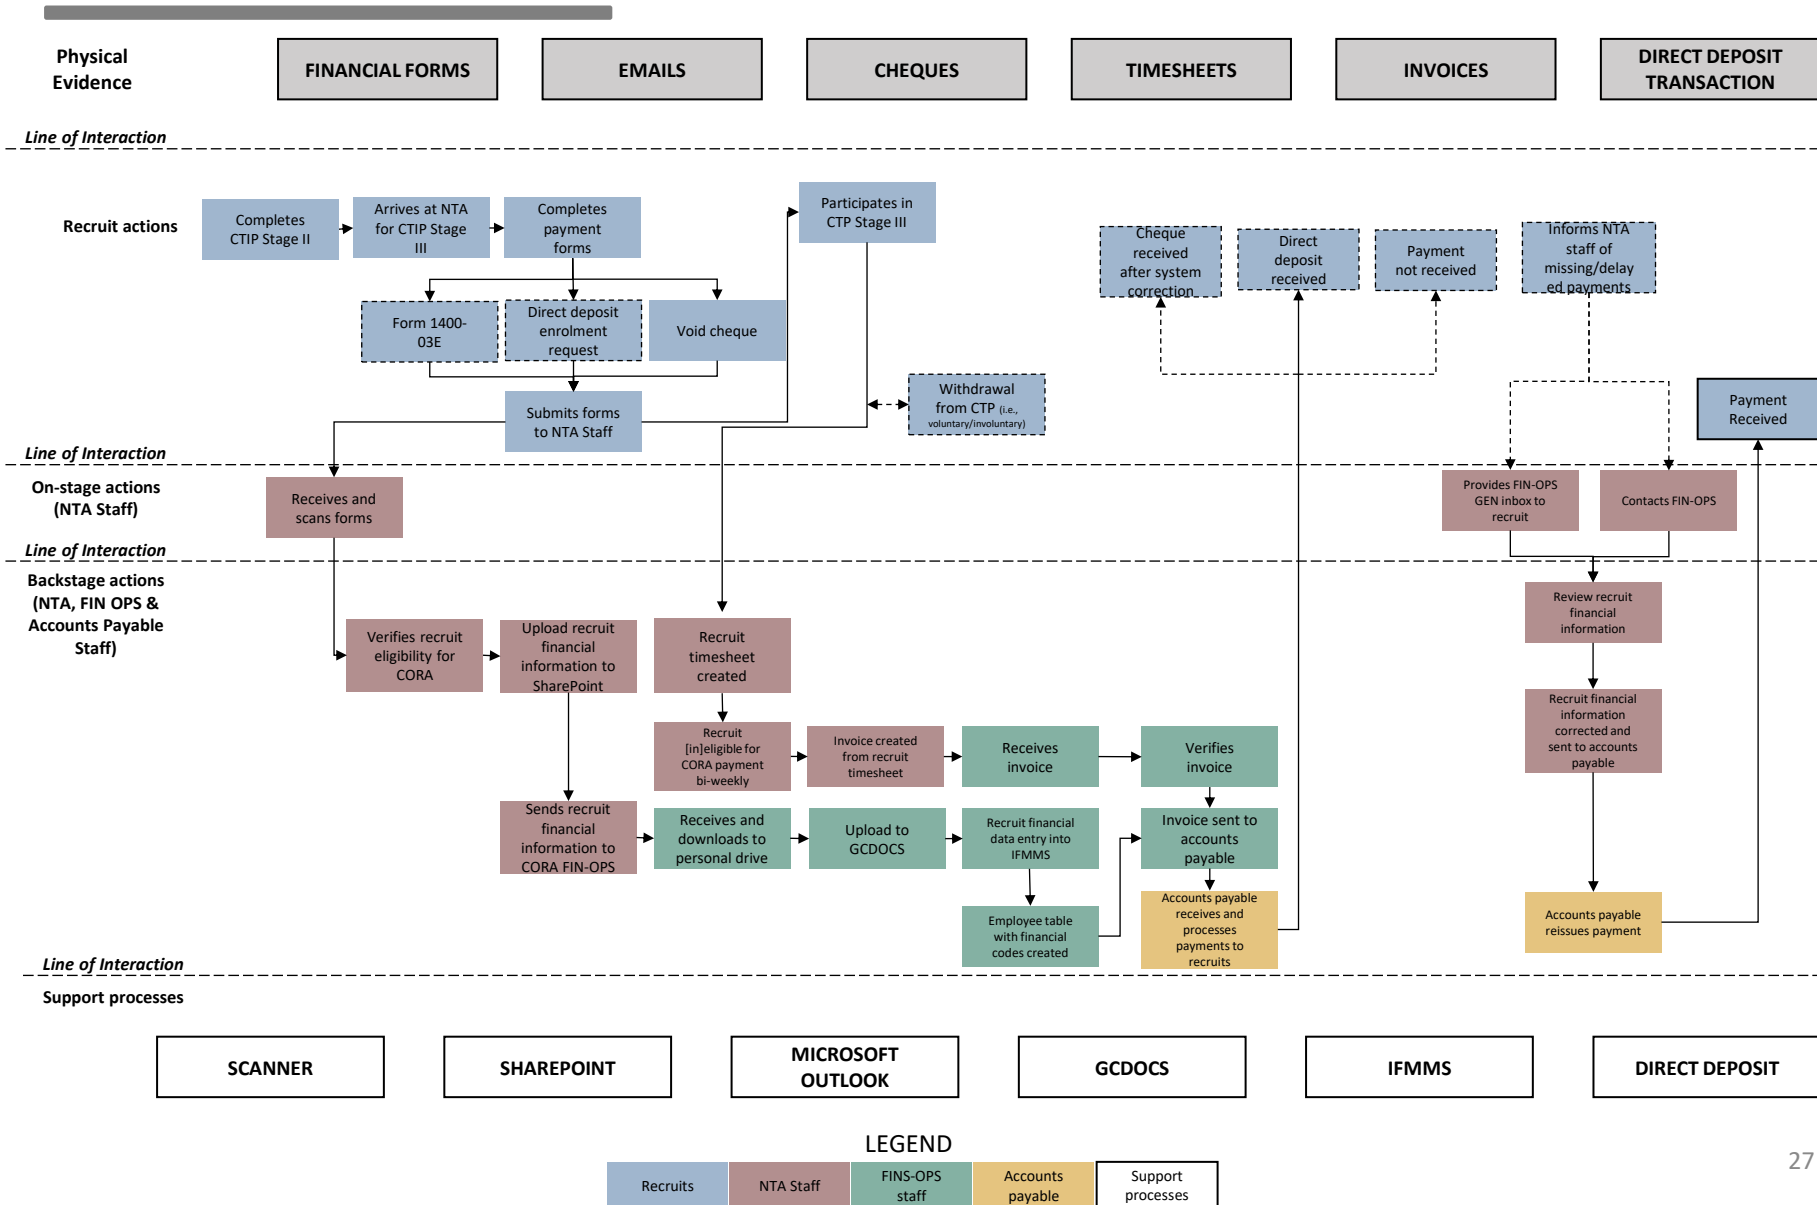 Physical
Evidence
FINANCIAL FORMS
EMAILS
CHEQUES
TIMESHEETS
INVOICES
DIRECT DEPOSIT
TRANSACTION
Line of Interaction
Recruit actions
Completes
CTIP Stage II
Arrives at NTA
for CTIP Stage
III
Completes
payment
forms
Participates in
CTP Stage III
Cheque
received
after system
correction
Direct
deposit
received
Payment
not received
Informs NTA
staff of
missing/delay
ed payments
Form 1400-
03E
Direct deposit
enrolment
request
Void cheque
Submits forms
to NTA Staff
Withdrawal
from CTP (i.e.,
voluntary/involuntary)
Payment
Received
Line of Interaction
On-stage actions
(NTA Staff)
Receives and
scans forms
Provides FIN-OPS
GEN inbox to
recruit
Contacts FIN-OPS
Line of Interaction
Backstage actions
(NTA, FIN OPS &
Accounts Payable
Staff)
Verifies recruit
eligibility for
CORA
Upload recruit
financial
information to
SharePoint
Recruit
timesheet
created
Review recruit
financial
information
Recruit
[in]eligible for
CORA payment
bi-weekly
Invoice created
from recruit
timesheet
Receives
invoice
Verifies
invoice
Recruit financial
information
corrected and
sent to accounts
payable
Sends recruit
financial
information to
CORA FIN-OPS
Receives and
downloads to
personal drive
Upload to
GCDOCS
Recruit financial
data entry into
IFMMS
Invoice sent to
accounts
payable
Employee table
with financial
codes created
Accounts payable
receives and
processes
payments to
recruits
Accounts payable
reissues payment
Line of Interaction
Support processes
SCANNER
SHAREPOINT
MICROSOFT
OUTLOOK
GCDOCS
IFMMS
DIRECT DEPOSIT
LEGEND
Recruits
NTA Staff
FINS-OPS
staff
Accounts
payable
Support
processes
27